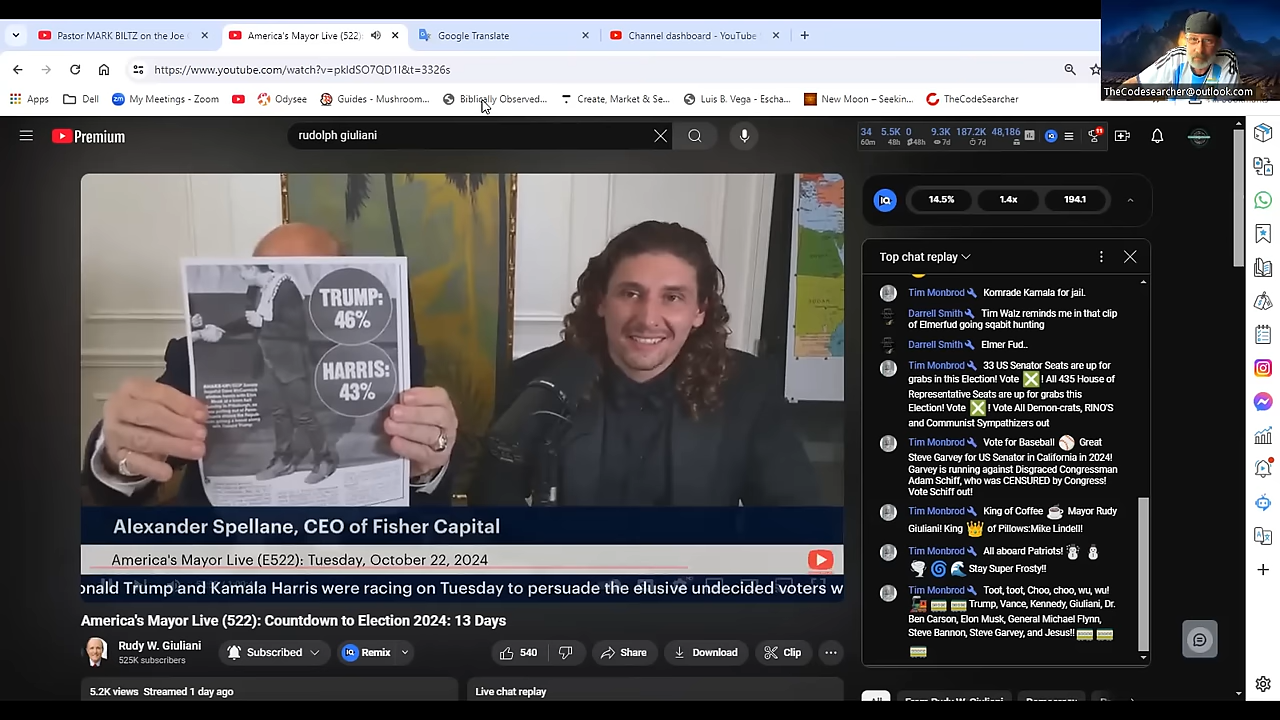 Pastor MARK BILTZ on the Joe
America's Mayor Live (522):
Google Translate
Channel dashboard - YouTube
https://www.youtube.com/watch?v=pkIdSO7QD1I&t=3326s
TheCodesearcher@outlook.com
Apps
Dell
My Meetings - Zoom
Odysee
Guides - Mushroom...
Biblically Observed...
Create, Market & Se...
Luis B. Vega - Escha...
New Moon – Seekin...
TheCodeSearcher
Premium
rudolph giuliani
34 5.5K 0 9.3K 187.2K 48,186
60m 48h 48h 7d 7d
14.5% 1.4x 194.1
TRUMP:
46%
HARRIS:
43%
Alexander Spellane, CEO of Fisher Capital
America's Mayor Live (E522): Tuesday, October 22, 2024
onald Trump and Kamala Harris were racing on Tuesday to persuade the elusive undecided voters w
America's Mayor Live (522): Countdown to Election 2024: 13 Days
Rudy W. Giuliani
525K subscribers
Subscribed
Remix
540
Share
Download
Clip
5.2K views Streamed 1 day ago
Live chat replay
Top chat replay
Tim Monbrod Komrade Kamala for jail.
Darrell Smith Tim Walz reminds me in that clip
of Elmerfud going sqabit hunting
Darrell Smith Elmer Fud..
Tim Monbrod 33 US Senator Seats are up for
grabs in this Election! Vote ! All 435 House of
Representative Seats are up for grabs this
Election! Vote ! Vote All Demon-crats, RINO'S
and Communist Sympathizers out
Tim Monbrod Vote for Baseball Great
Steve Garvey for US Senator in California in 2024!
Garvey is running against Disgraced Congressman
Adam Schiff, who was CENSURED by Congress!
Vote Schiff out!
Tim Monbrod King of Coffee Mayor Rudy
Giuliani! King of Pillows:Mike Lindell!
Tim Monbrod All aboard Patriots!
Stay Super Frosty!!
Tim Monbrod Toot, toot, Choo, choo, wu, wu!
Trump, Vance, Kennedy, Giuliani, Dr.
Ben Carson, Elon Musk, General Michael Flynn,
Steve Bannon, Steve Garvey, and Jesus!!
All
From Rudy W. Giuliani